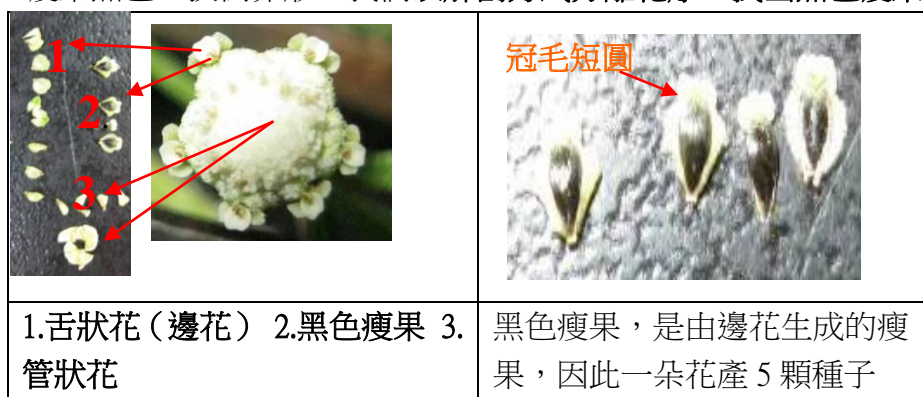 1
2
3
冠毛短圓
1.舌狀花（邊花） 2.黑色瘦果 3.
管狀花
黑色瘦果，是由邊花生成的瘦
果，因此一朵花產 5 顆種子